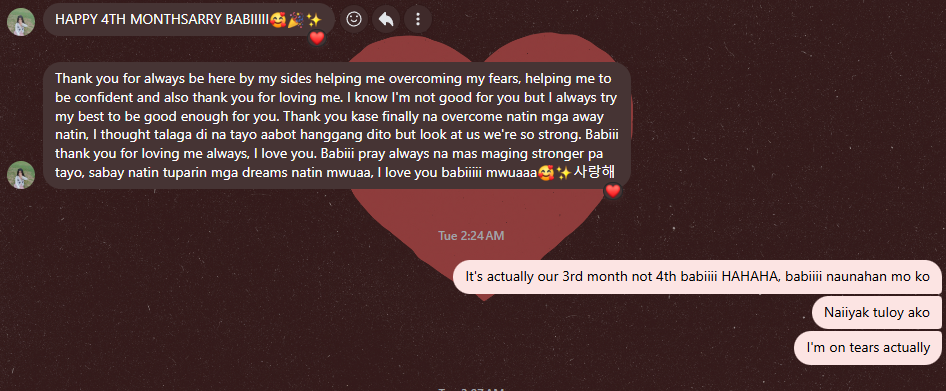 HAPPY 4TH MONTHSARRY BABIIIII🥰🎉✨
Thank you for always be here by my sides helping me overcoming my fears, helping me to
be confident and also thank you for loving me. I know I'm not good for you but I always try
my best to be good enough for you. Thank you kase finally na overcome natin mga away
natin, I thought talaga di na tayo aabot hanggang dito but look at us we're so strong. Babiii
thank you for loving me always, I love you. Babiii pray always na mas maging stronger pa
tayo, sabay natin tuparin mga dreams natin mwuaa, I love you babiiiii mwuaaa🥰✨사랑해
Tue 2:24 AM
It's actually our 3rd month not 4th babiiii HAHAHA, babiiii naunahan mo ko
Naiiyak tuloy ako
I'm on tears actually